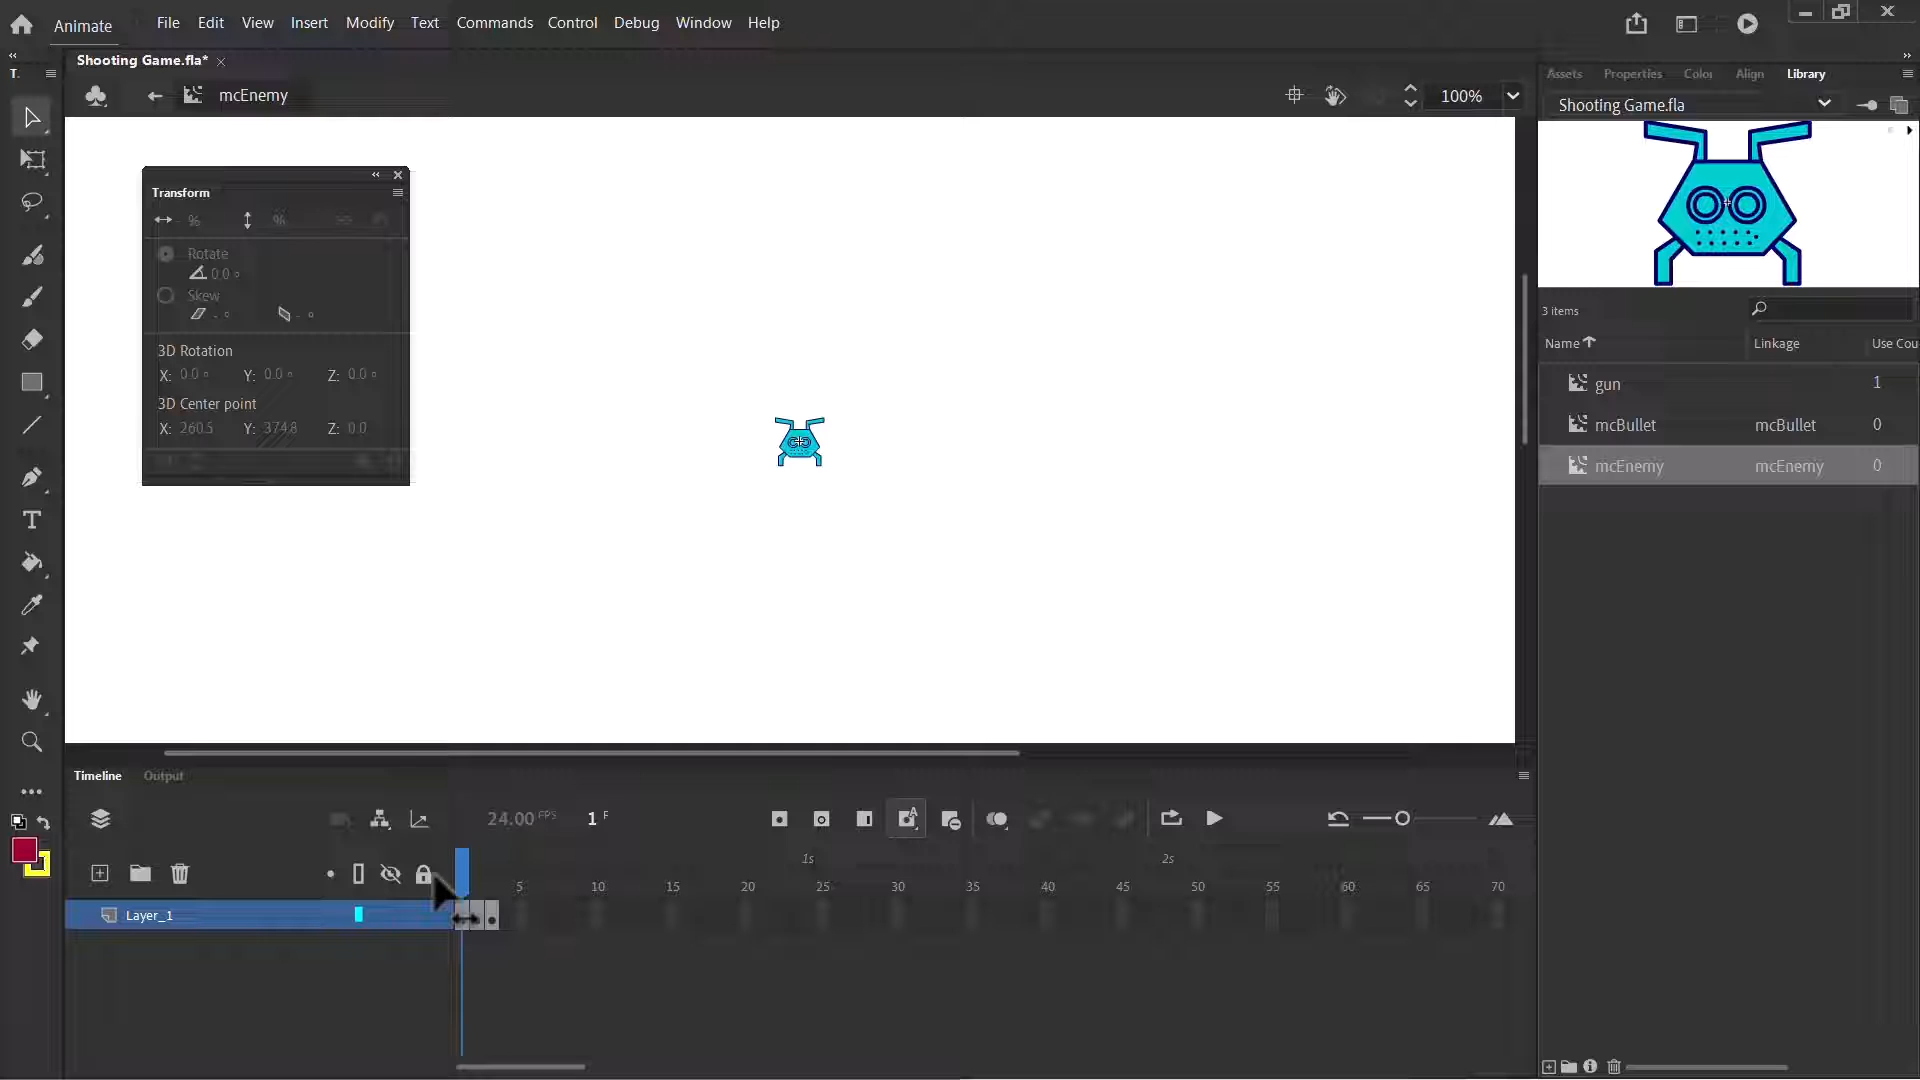 Animate File Edit View Insert Modify Text Commands Control Debug Window Help
Shooting Game.fla*
T.
mcEnemy
100%
Transform
% %
Rotate
0.0 °
Skew
- ° - °
3D Rotation
X: 0.0 ° Y: 0.0 ° Z: 0.0 °
3D Center point
X: 260.5 Y: 374.8 Z: 0.0
Assets Properties Color Align Library
Shooting Game.fla
3 items
Name Linkage Use Cou
gun 1
mcBullet mcBullet 0
mcEnemy mcEnemy 0
Timeline Output
24.00 FPS 1 F
1s 2s
5 10 15 20 25 30 35 40 45 50 55 60 65 70
Layer_1